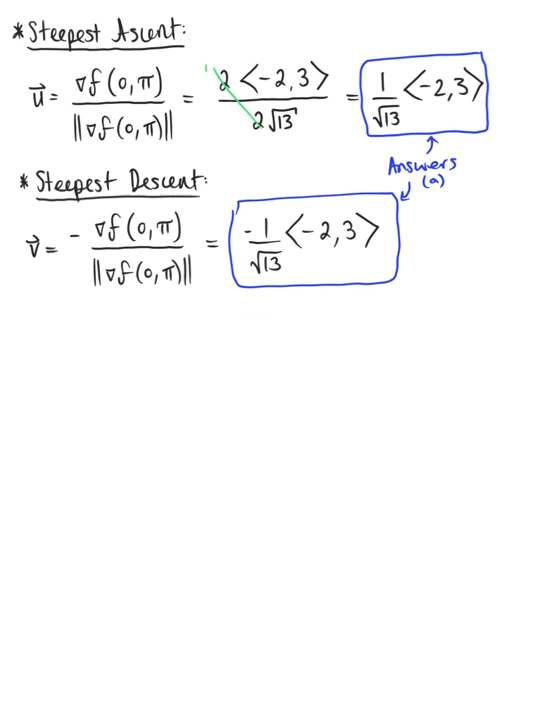 * Steepest Ascent:
u⃗ = ∇f(0,π) / ||∇f(0,π)|| = 2<-2,3> / 2√13 = 1/√13 <-2,3>
1
Answers
(a)
* Steepest Descent:
v⃗ = - ∇f(0,π) / ||∇f(0,π)|| = -1/√13 <-2,3>